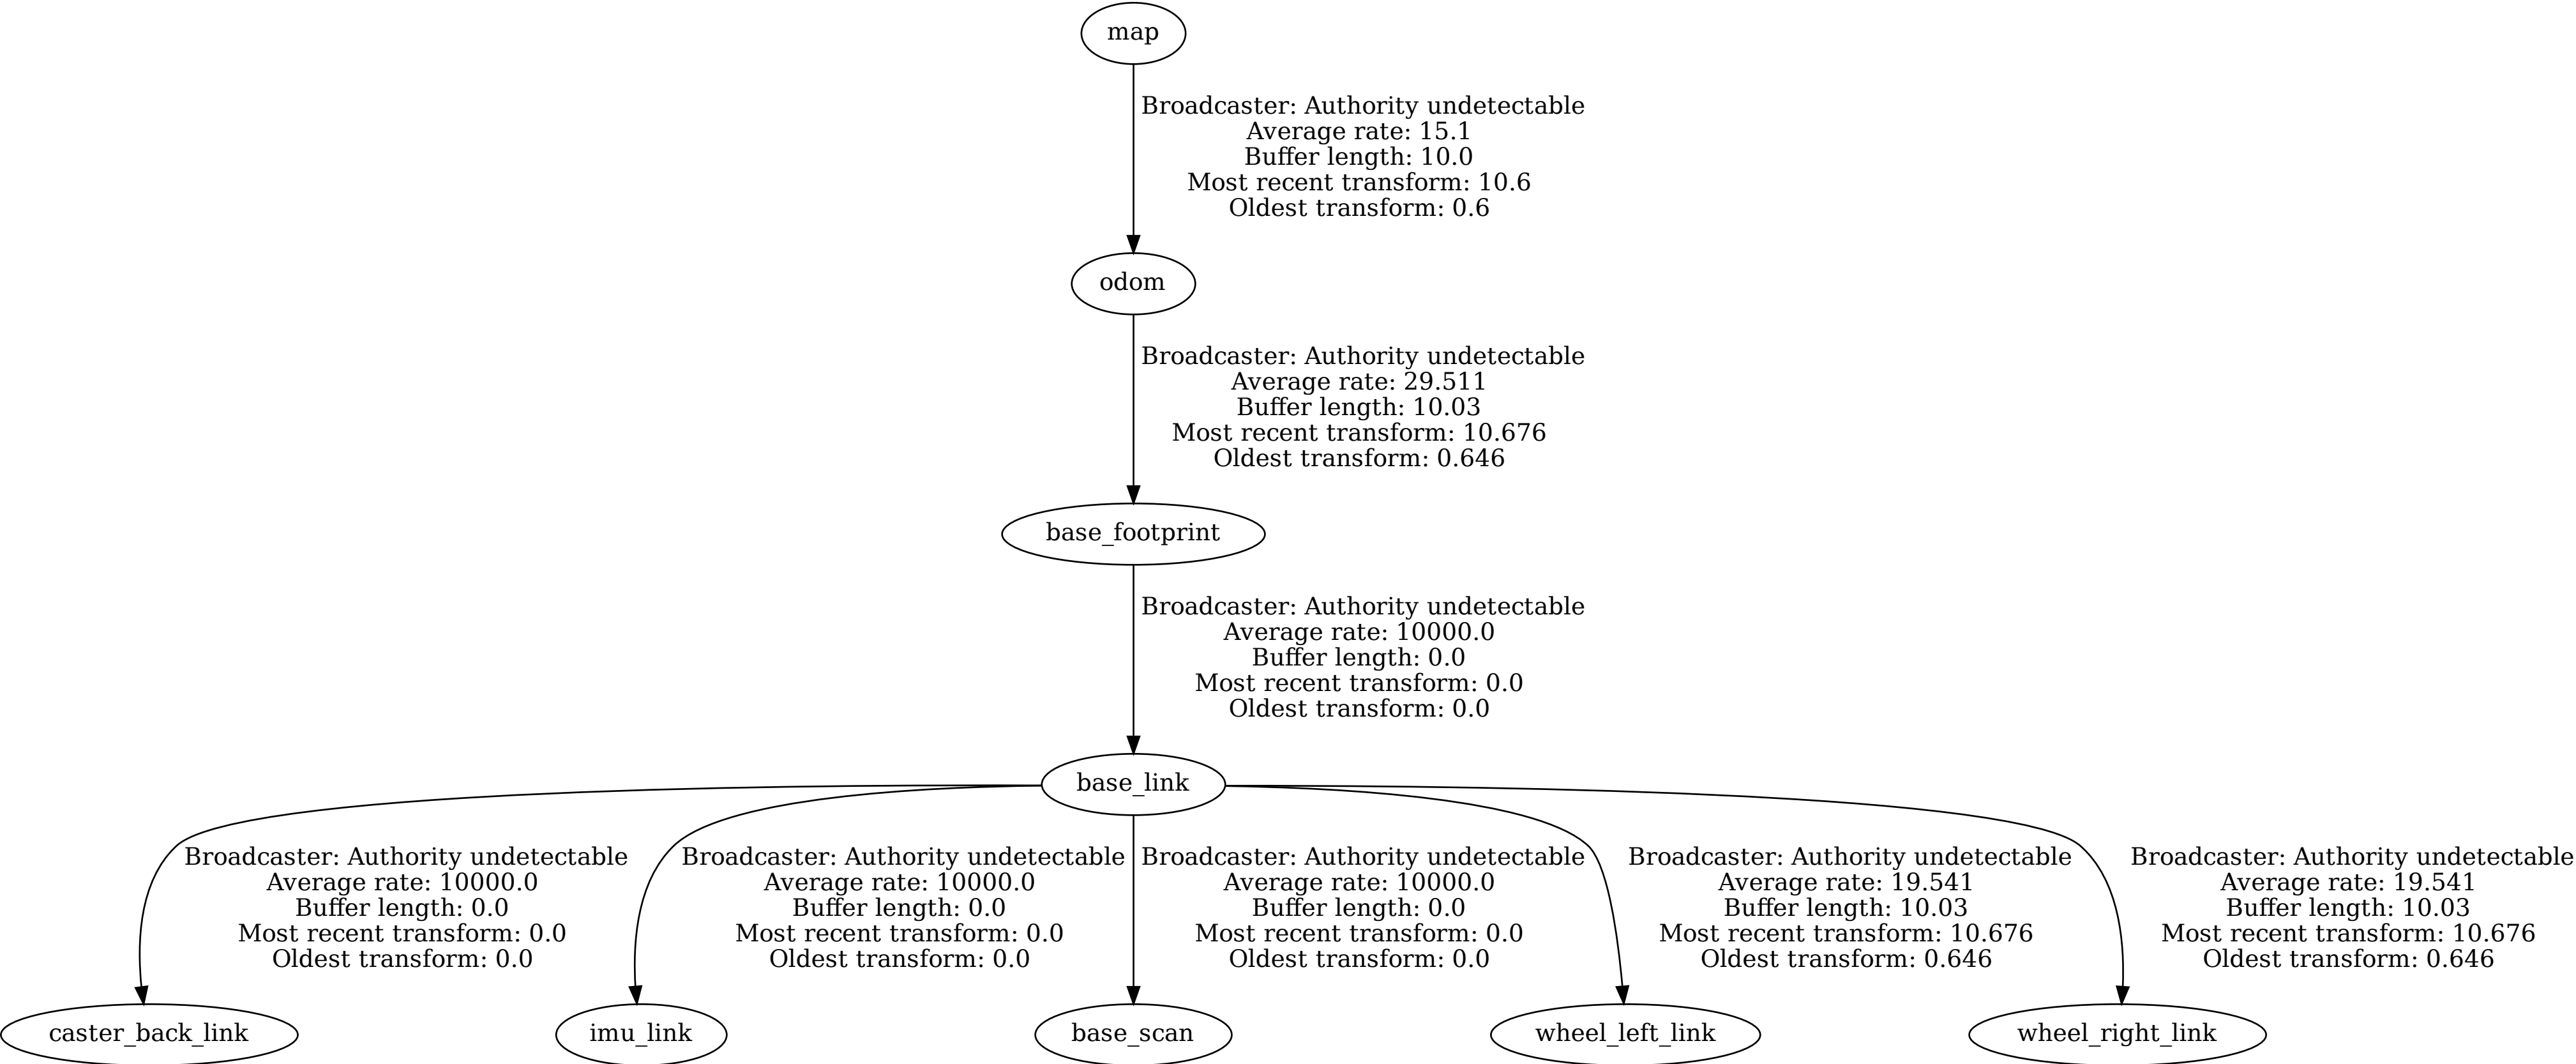 map
Broadcaster: Authority undetectable
Average rate: 15.1
Buffer length: 10.0
Most recent transform: 10.6
Oldest transform: 0.6
odom
Broadcaster: Authority undetectable
Average rate: 29.511
Buffer length: 10.03
Most recent transform: 10.676
Oldest transform: 0.646
base_footprint
Broadcaster: Authority undetectable
Average rate: 10000.0
Buffer length: 0.0
Most recent transform: 0.0
Oldest transform: 0.0
base_link
Broadcaster: Authority undetectable
Average rate: 10000.0
Buffer length: 0.0
Most recent transform: 0.0
Oldest transform: 0.0
Broadcaster: Authority undetectable
Average rate: 10000.0
Buffer length: 0.0
Most recent transform: 0.0
Oldest transform: 0.0
Broadcaster: Authority undetectable
Average rate: 10000.0
Buffer length: 0.0
Most recent transform: 0.0
Oldest transform: 0.0
Broadcaster: Authority undetectable
Average rate: 19.541
Buffer length: 10.03
Most recent transform: 10.676
Oldest transform: 0.646
Broadcaster: Authority undetectable
Average rate: 19.541
Buffer length: 10.03
Most recent transform: 10.676
Oldest transform: 0.646
caster_back_link
imu_link
base_scan
wheel_left_link
wheel_right_link